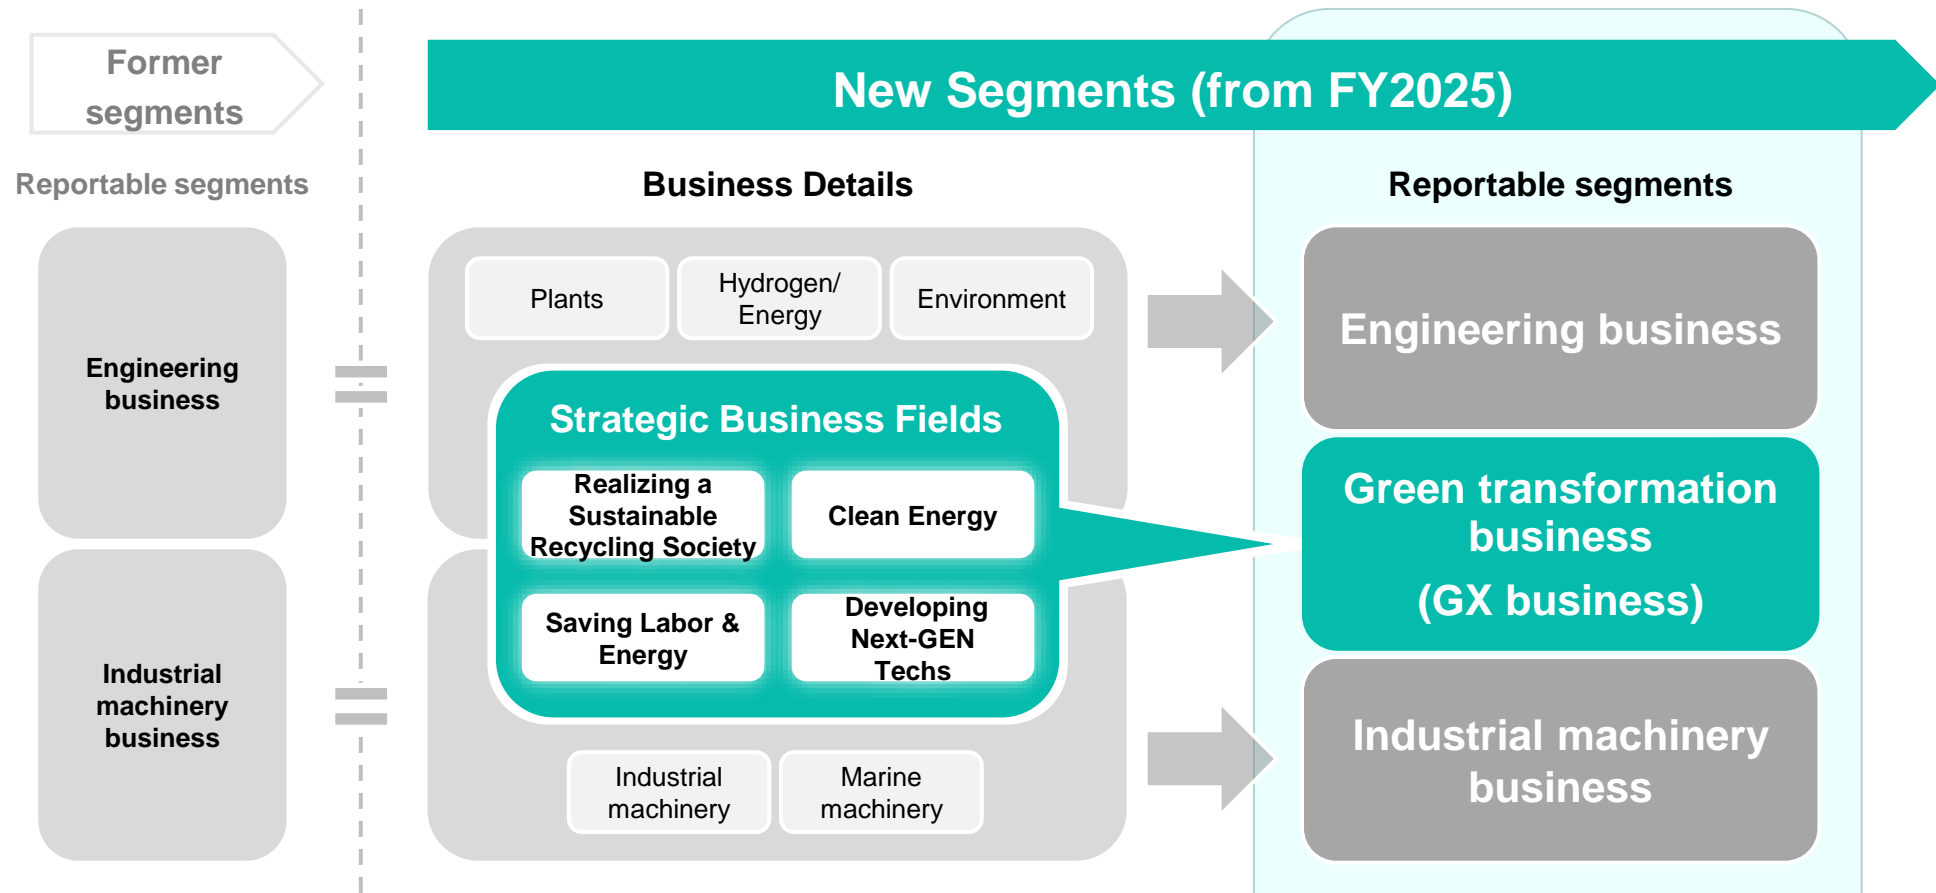 Former
segments
New Segments (from FY2025)
Reportable segments
Business Details
Reportable segments
Engineering
business
Industrial
machinery
business
Plants
Hydrogen/
Energy
Environment
Strategic Business Fields
Realizing a
Sustainable
Recycling Society
Clean Energy
Saving Labor &
Energy
Developing
Next-GEN
Techs
Industrial
machinery
Marine
machinery
Engineering business
Green transformation
business
(GX business)
Industrial machinery
business